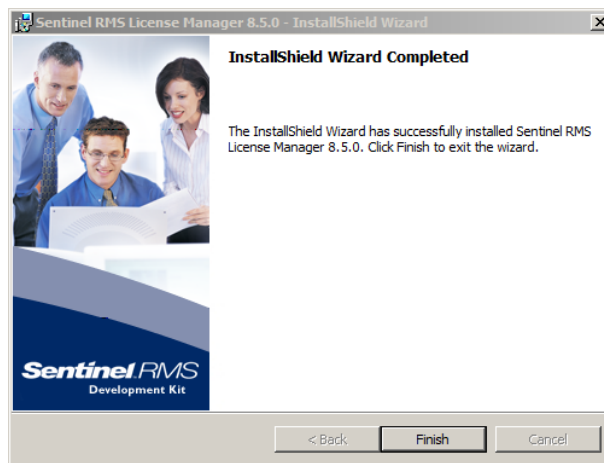 Sentinel RMS License Manager 8.5.0 - InstallShield Wizard
InstallShield Wizard Completed
The InstallShield Wizard has successfully installed Sentinel RMS
License Manager 8.5.0. Click Finish to exit the wizard.
Sentinel.RMS
Development Kit
< Back
Finish
Cancel